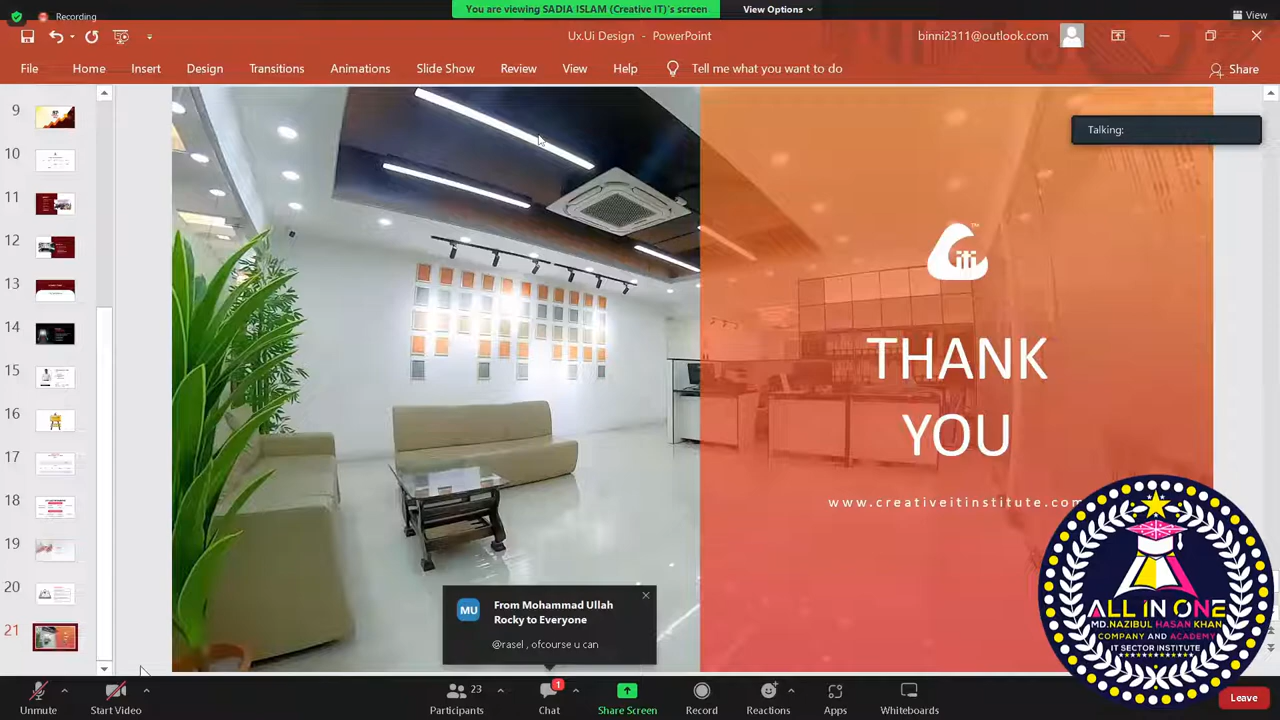 Recording
You are viewing SADIA ISLAM (Creative IT)'s screen
View Options
View
Ux.Ui Design - PowerPoint
binni2311@outlook.com
File Home Insert Design Transitions Animations Slide Show Review View Help Tell me what you want to do Share
Talking:
9
10
11
12
13
14
15
16
17
18
19
20
21
iti
TM
THANK
YOU
www.creativeitinstitute.com
MU
From Mohammad Ullah
Rocky to Everyone
@rasel , ofcourse u can
ALL IN ONE
MD.NAZIBUL HASAN KHAN
COMPANY AND ACADEMY
IT SECTOR INSTITUTE
Unmute
Start Video
23
Participants
1
Chat
Share Screen
Record
Reactions
Apps
Whiteboards
Leave